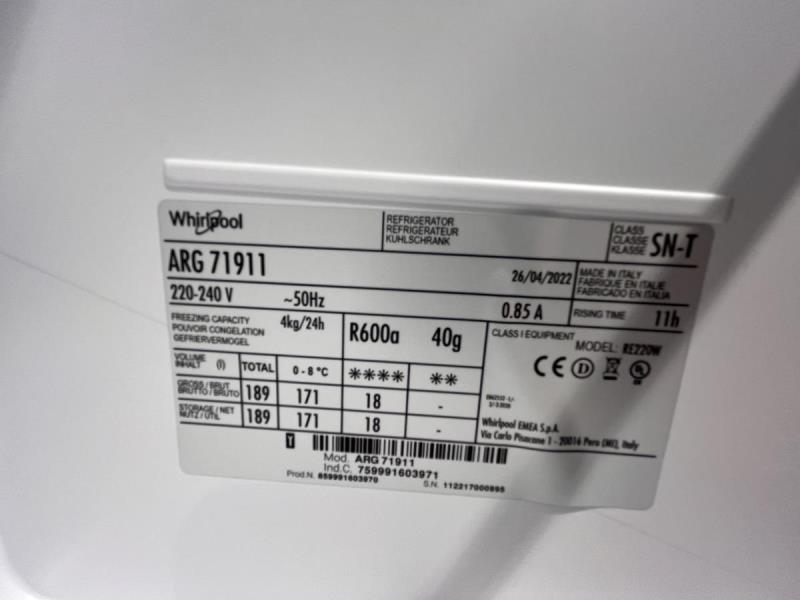 Whirlpool
REFRIGERATOR
REFRIGERATEUR
KUHLSCHRANK
CLASS
CLASSE
KLASSE
SN-T
ARG 71911
26/04/2022
MADE IN ITALY
FABRIQUE EN ITALIE
FABRICADO EN ITALIA
220-240 V
~50Hz
0.85 A
RISING TIME 11h
FREEZING CAPACITY
POUVOIR CONGELATION
GEFRIERVERMOGEL
4kg/24h
R600a 40g
CLASS I EQUIPMENT
MODEL: RE220W
CE D UL
VOLUME
INHALT (l)
TOTAL
0 - 8 °C
****
**
GROSS / BRUT
BRUTTO / BRUTO
189 171 18 -
STORAGE / NET
NUTZ / UTIL
189 171 18 -
Whirlpool EMEA S.p.A.
Via Carlo Pisacane 1 - 20016 Pero (MI), Italy
Y
Mod. ARG 71911
Ind.C. 759991603971
Prod.N. 859991603970
S.N. 112217000895